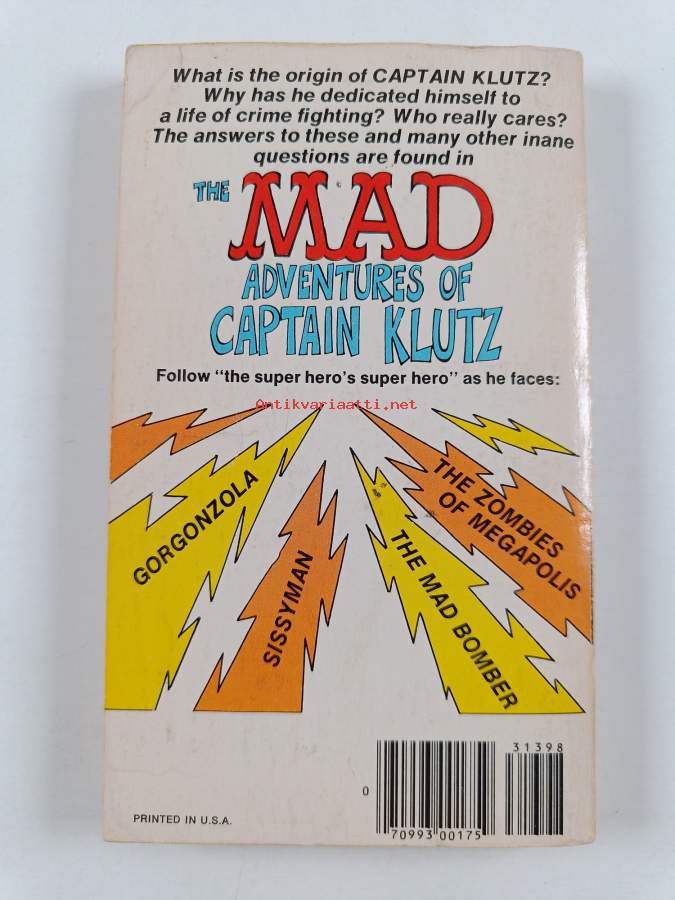 What is the origin of CAPTAIN KLUTZ?
Why has he dedicated himself to
a life of crime fighting? Who really cares?
The answers to these and many other inane
questions are found in
THE MAD
ADVENTURES OF
CAPTAIN KLUTZ
Follow "the super hero's super hero" as he faces:
Antikvariaatti.net
GORGONZOLA
SISSYMAN
THE MAD BOMBER
THE ZOMBIES
OF MEGAPOLIS
31398
0
70993 00175
PRINTED IN U.S.A.